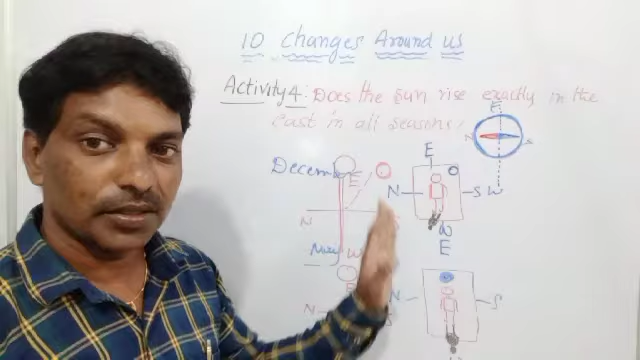 10 Changes Around us
Activity 4: Does the sun rise exactly in the
East in all seasons.
E
N
S
W
December
E
N
E
N
S
W
E
N
N
S